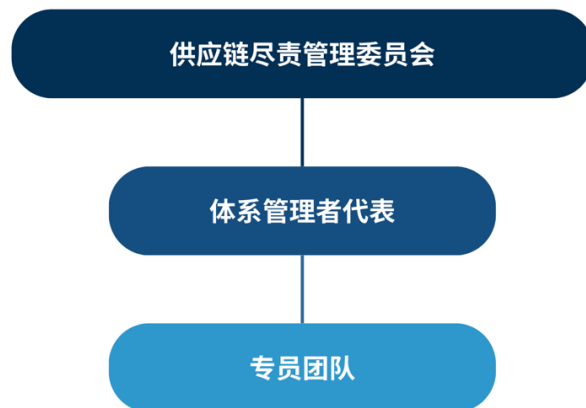 供应链尽责管理委员会
体系管理者代表
专员团队